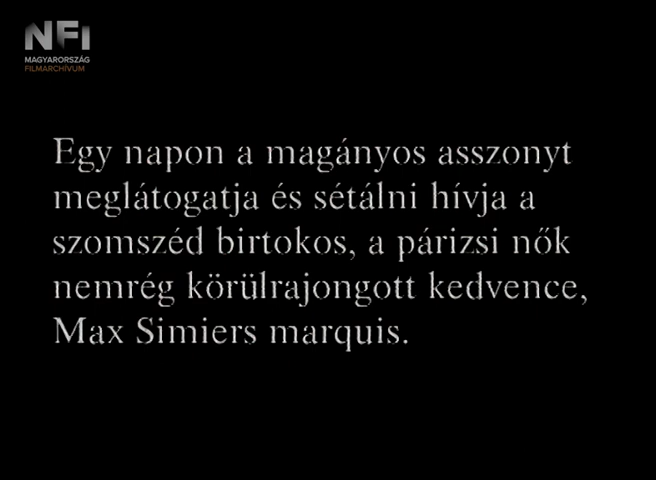 NFI
MAGYARORSZÁG
FILMARCHÍVUM
Egy napon a magányos asszonyt
meglátogatja és sétálni hívja a
szomszéd birtokos, a párizsi nők
nemrég körülrajongott kedvence,
Max Simiers marquis.